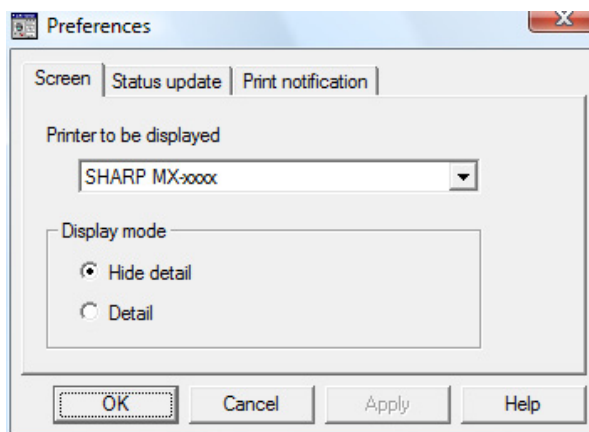 Preferences
X
Screen Status update Print notification
Printer to be displayed
SHARP MX-xxxx
Display mode
Hide detail
Detail
OK Cancel Apply Help